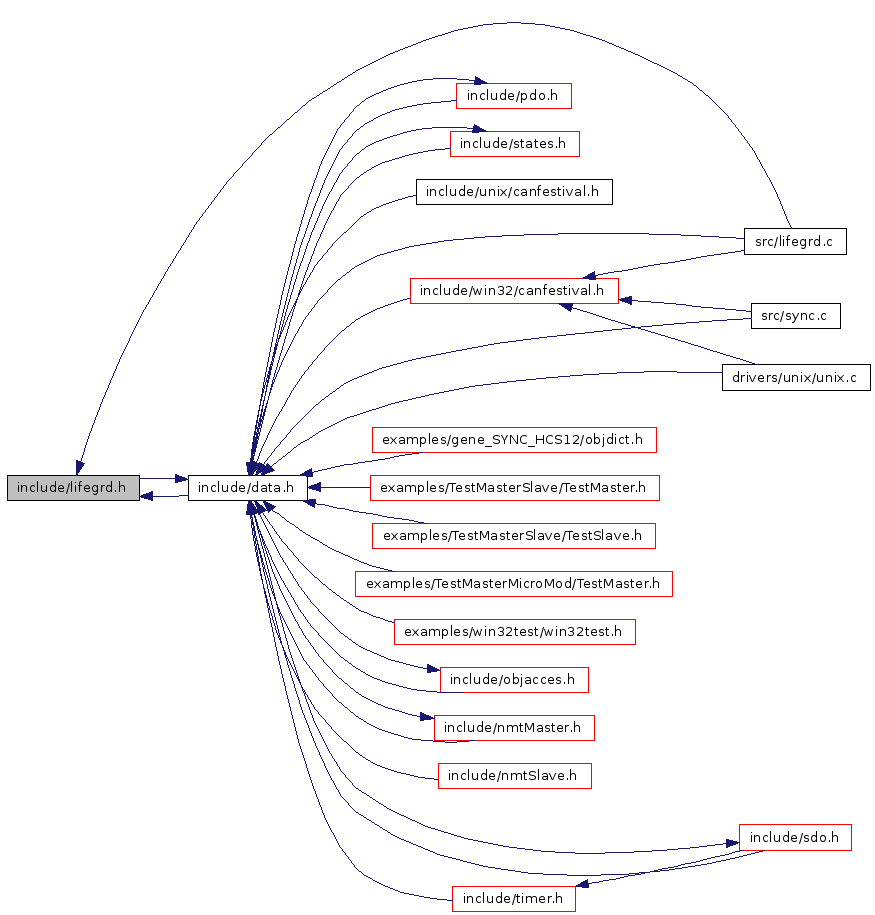 include/pdo.h
include/states.h
include/unix/canfestival.h
src/lifegrd.c
include/win32/canfestival.h
src/sync.c
drivers/unix/unix.c
examples/gene_SYNC_HCS12/objdict.h
include/lifegrd.h
include/data.h
examples/TestMasterSlave/TestMaster.h
examples/TestMasterSlave/TestSlave.h
examples/TestMasterMicroMod/TestMaster.h
examples/win32test/win32test.h
include/objacces.h
include/nmtMaster.h
include/nmtSlave.h
include/sdo.h
include/timer.h